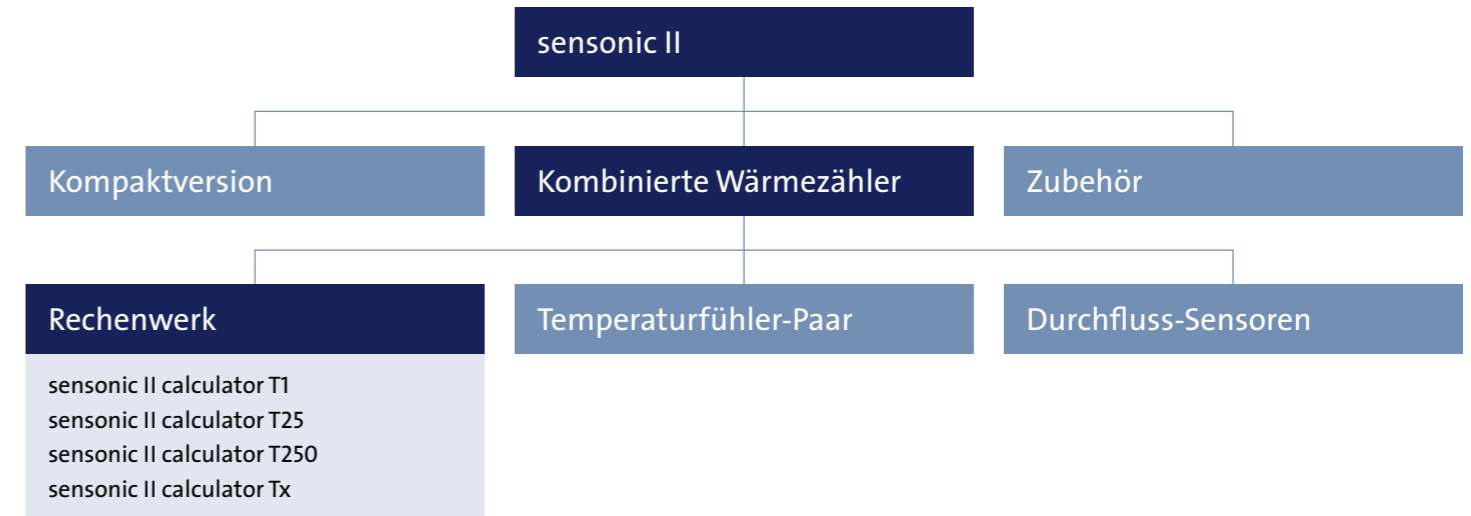 sensonic II
Kompaktversion
Kombinierte Wärmezähler
Zubehör
Rechenwerk
Temperaturfühler-Paar
Durchfluss-Sensoren
sensonic II calculator T1
sensonic II calculator T25
sensonic II calculator T250
sensonic II calculator Tx